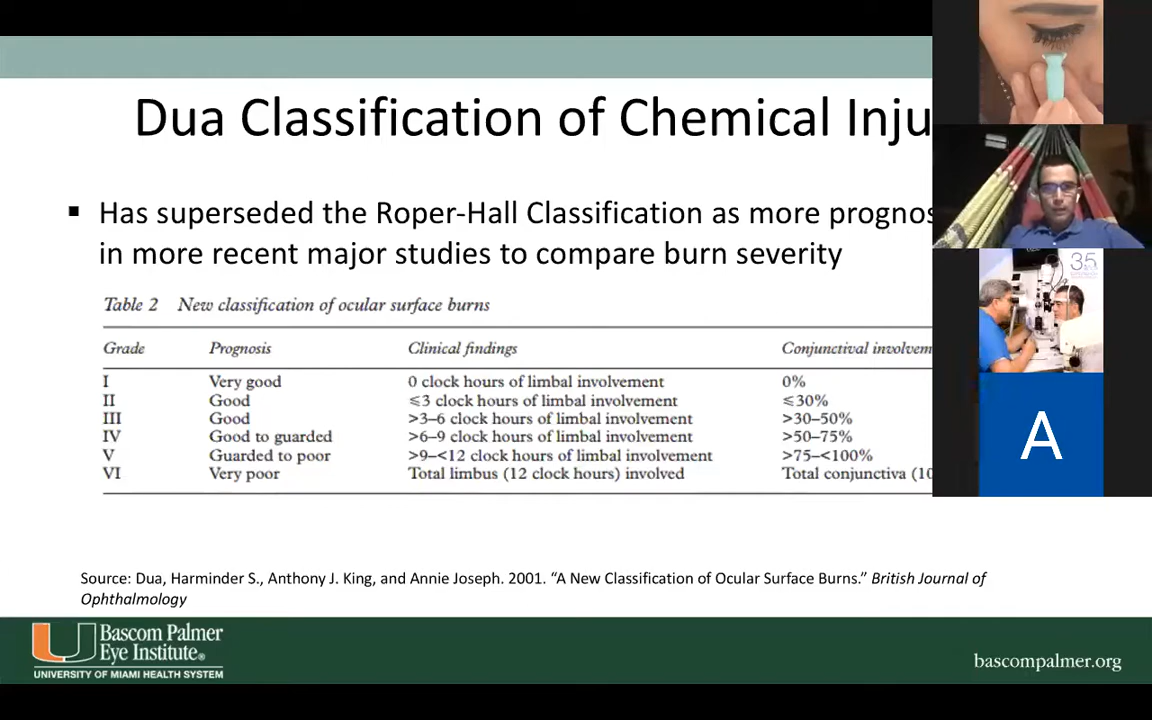 Dua Classification of Chemical Inju
▪ Has superseded the Roper-Hall Classification as more prognos
in more recent major studies to compare burn severity
Table 2 New classification of ocular surface burns
Grade Prognosis Clinical findings Conjunctival involvem
I Very good 0 clock hours of limbal involvement 0%
II Good ≤3 clock hours of limbal involvement ≤30%
III Good >3–6 clock hours of limbal involvement >30–50%
IV Good to guarded >6–9 clock hours of limbal involvement >50–75%
V Guarded to poor >9–<12 clock hours of limbal involvement >75–<100%
VI Very poor Total limbus (12 clock hours) involved Total conjunctiva (10
Source: Dua, Harminder S., Anthony J. King, and Annie Joseph. 2001. “A New Classification of Ocular Surface Burns.” British Journal of
Ophthalmology
Bascom Palmer
Eye Institute®
UNIVERSITY OF MIAMI HEALTH SYSTEM
bascompalmer.org
35
A